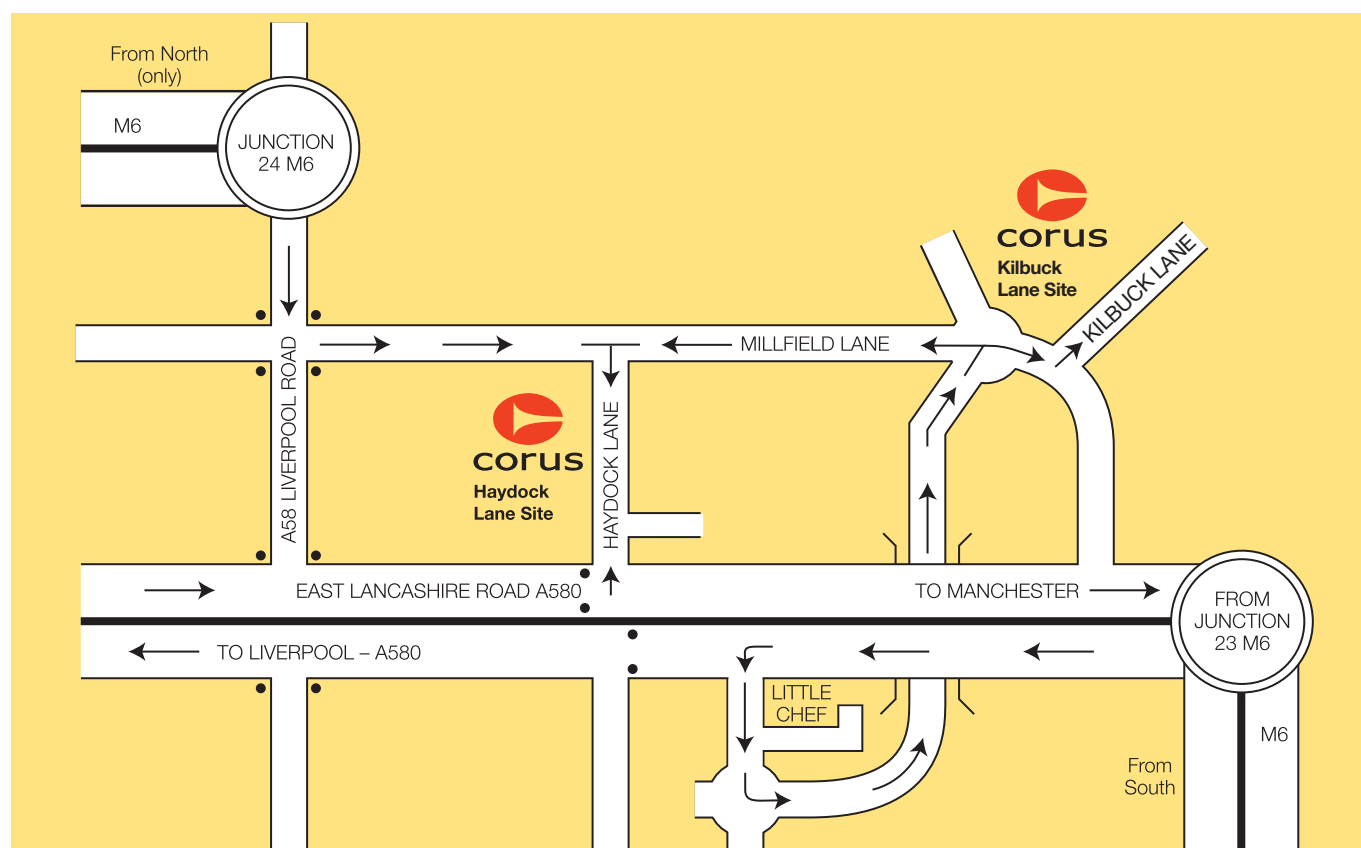 From North
(only)
M6
JUNCTION
24 M6
corus
Kilbuck
Lane Site
KILBUCK LANE
MILLFIELD LANE
A58 LIVERPOOL ROAD
corus
Haydock
Lane Site
HAYDOCK LANE
EAST LANCASHIRE ROAD A580
TO MANCHESTER
FROM
JUNCTION
23 M6
TO LIVERPOOL – A580
LITTLE
CHEF
M6
From
South